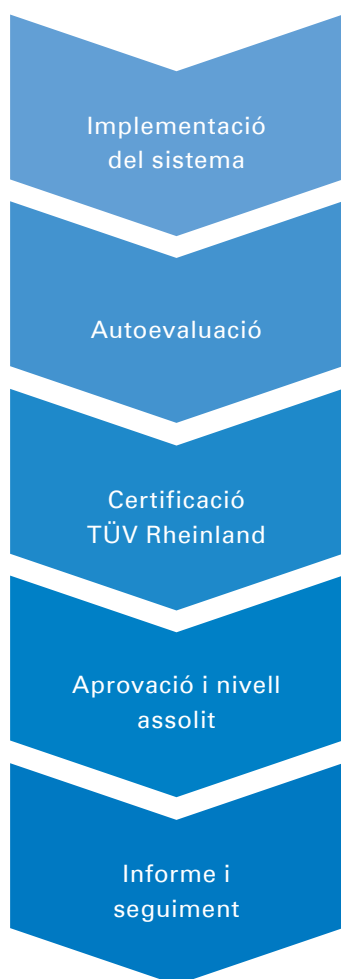 Implementació
del sistema
Autoevaluació
Certificació
TÜV Rheinland
Aprovació i nivell
assolit
Informe i
seguiment